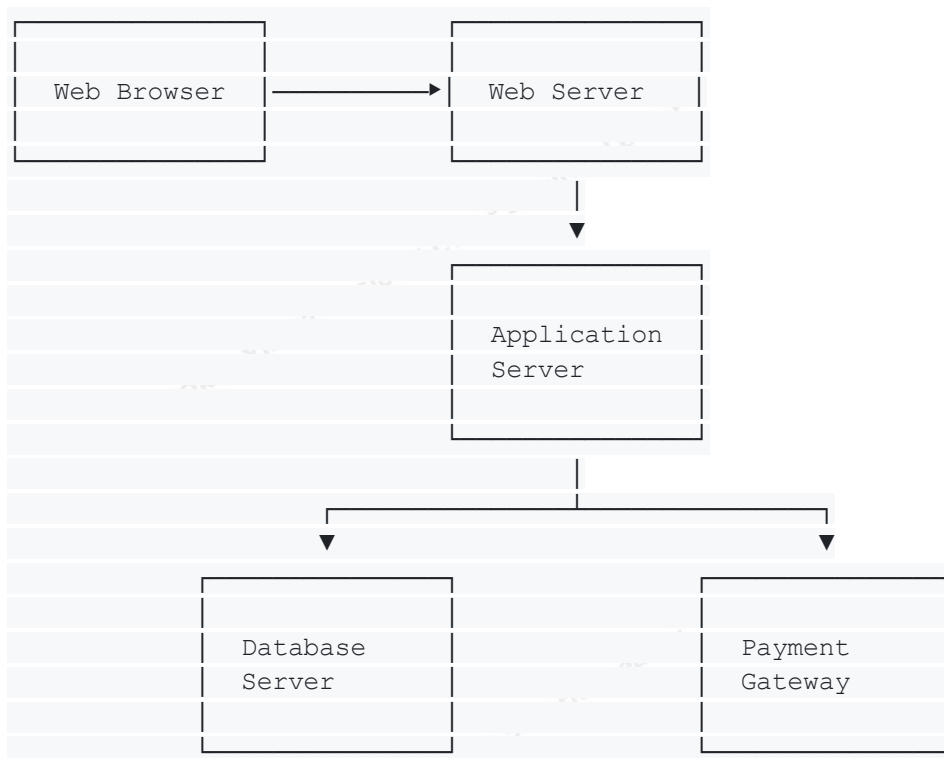 Web Browser
Web Server
Application
Server
Database
Server
Payment
Gateway